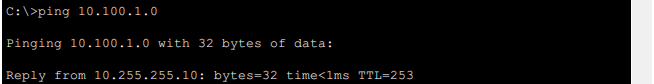 C:\>ping 10.100.1.0
Pinging 10.100.1.0 with 32 bytes of data:
Reply from 10.255.255.10: bytes=32 time<1ms TTL=253